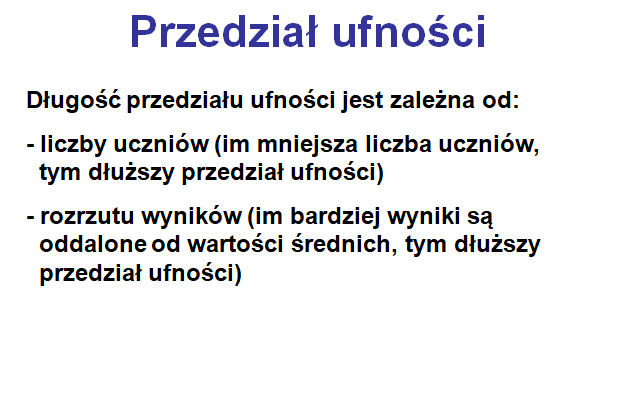 Przedział ufności
Długość przedziału ufności jest zależna od:
- liczby uczniów (im mniejsza liczba uczniów,
tym dłuższy przedział ufności)
- rozrzutu wyników (im bardziej wyniki są
oddalone od wartości średnich, tym dłuższy
przedział ufności)